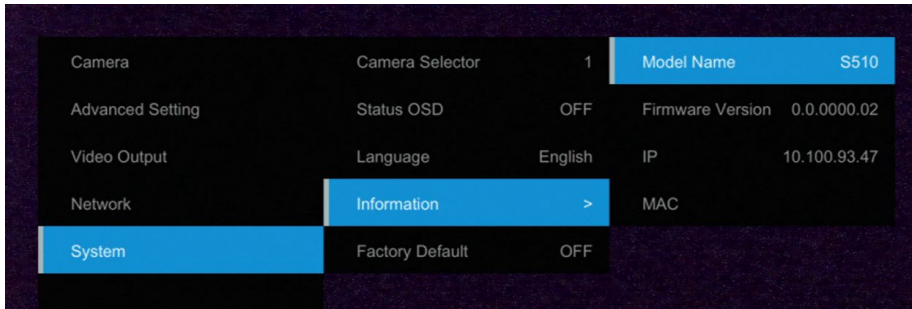 Camera
Advanced Setting
Video Output
Network
System
Camera Selector 1
Status OSD OFF
Language English
Information >
Factory Default OFF
Model Name S510
Firmware Version 0.0.0000.02
IP 10.100.93.47
MAC